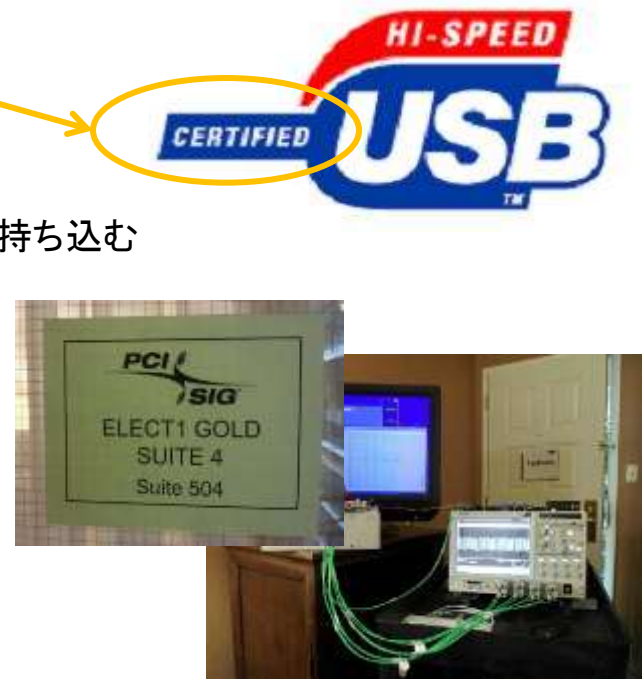 HI-SPEED
CERTIFIED USB
TM
持ち込む
PCI
SIG
ELECT1 GOLD
SUITE 4
Suite 504